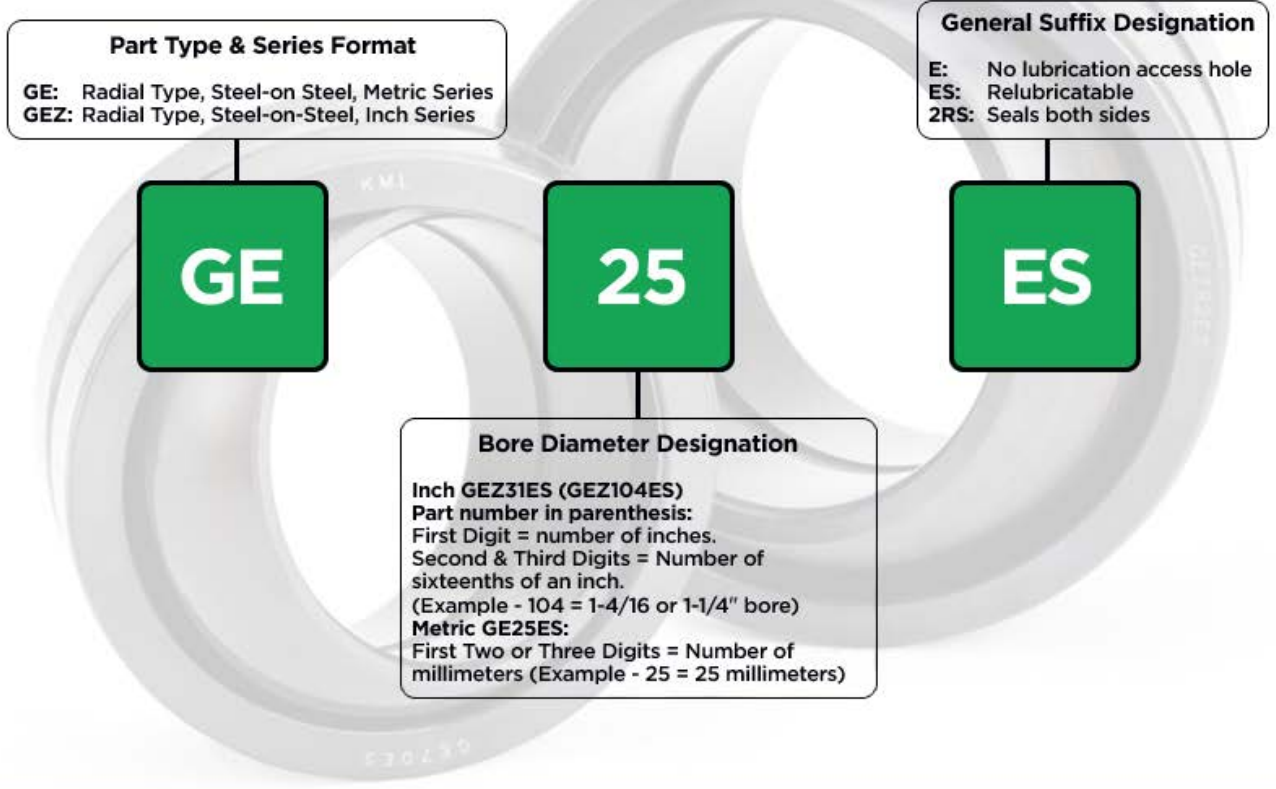 Part Type & Series Format
GE: Radial Type, Steel-on Steel, Metric Series
GEZ: Radial Type, Steel-on-Steel, Inch Series
General Suffix Designation
E: No lubrication access hole
ES: Relubricatable
2RS: Seals both sides
KML
GE
25
ES
Bore Diameter Designation
Inch GEZ31ES (GEZ104ES)
Part number in parenthesis:
First Digit = number of inches.
Second & Third Digits = Number of
sixteenths of an inch.
(Example - 104 = 1-4/16 or 1-1/4" bore)
Metric GE25ES:
First Two or Three Digits = Number of
millimeters (Example - 25 = 25 millimeters)
GE70ES